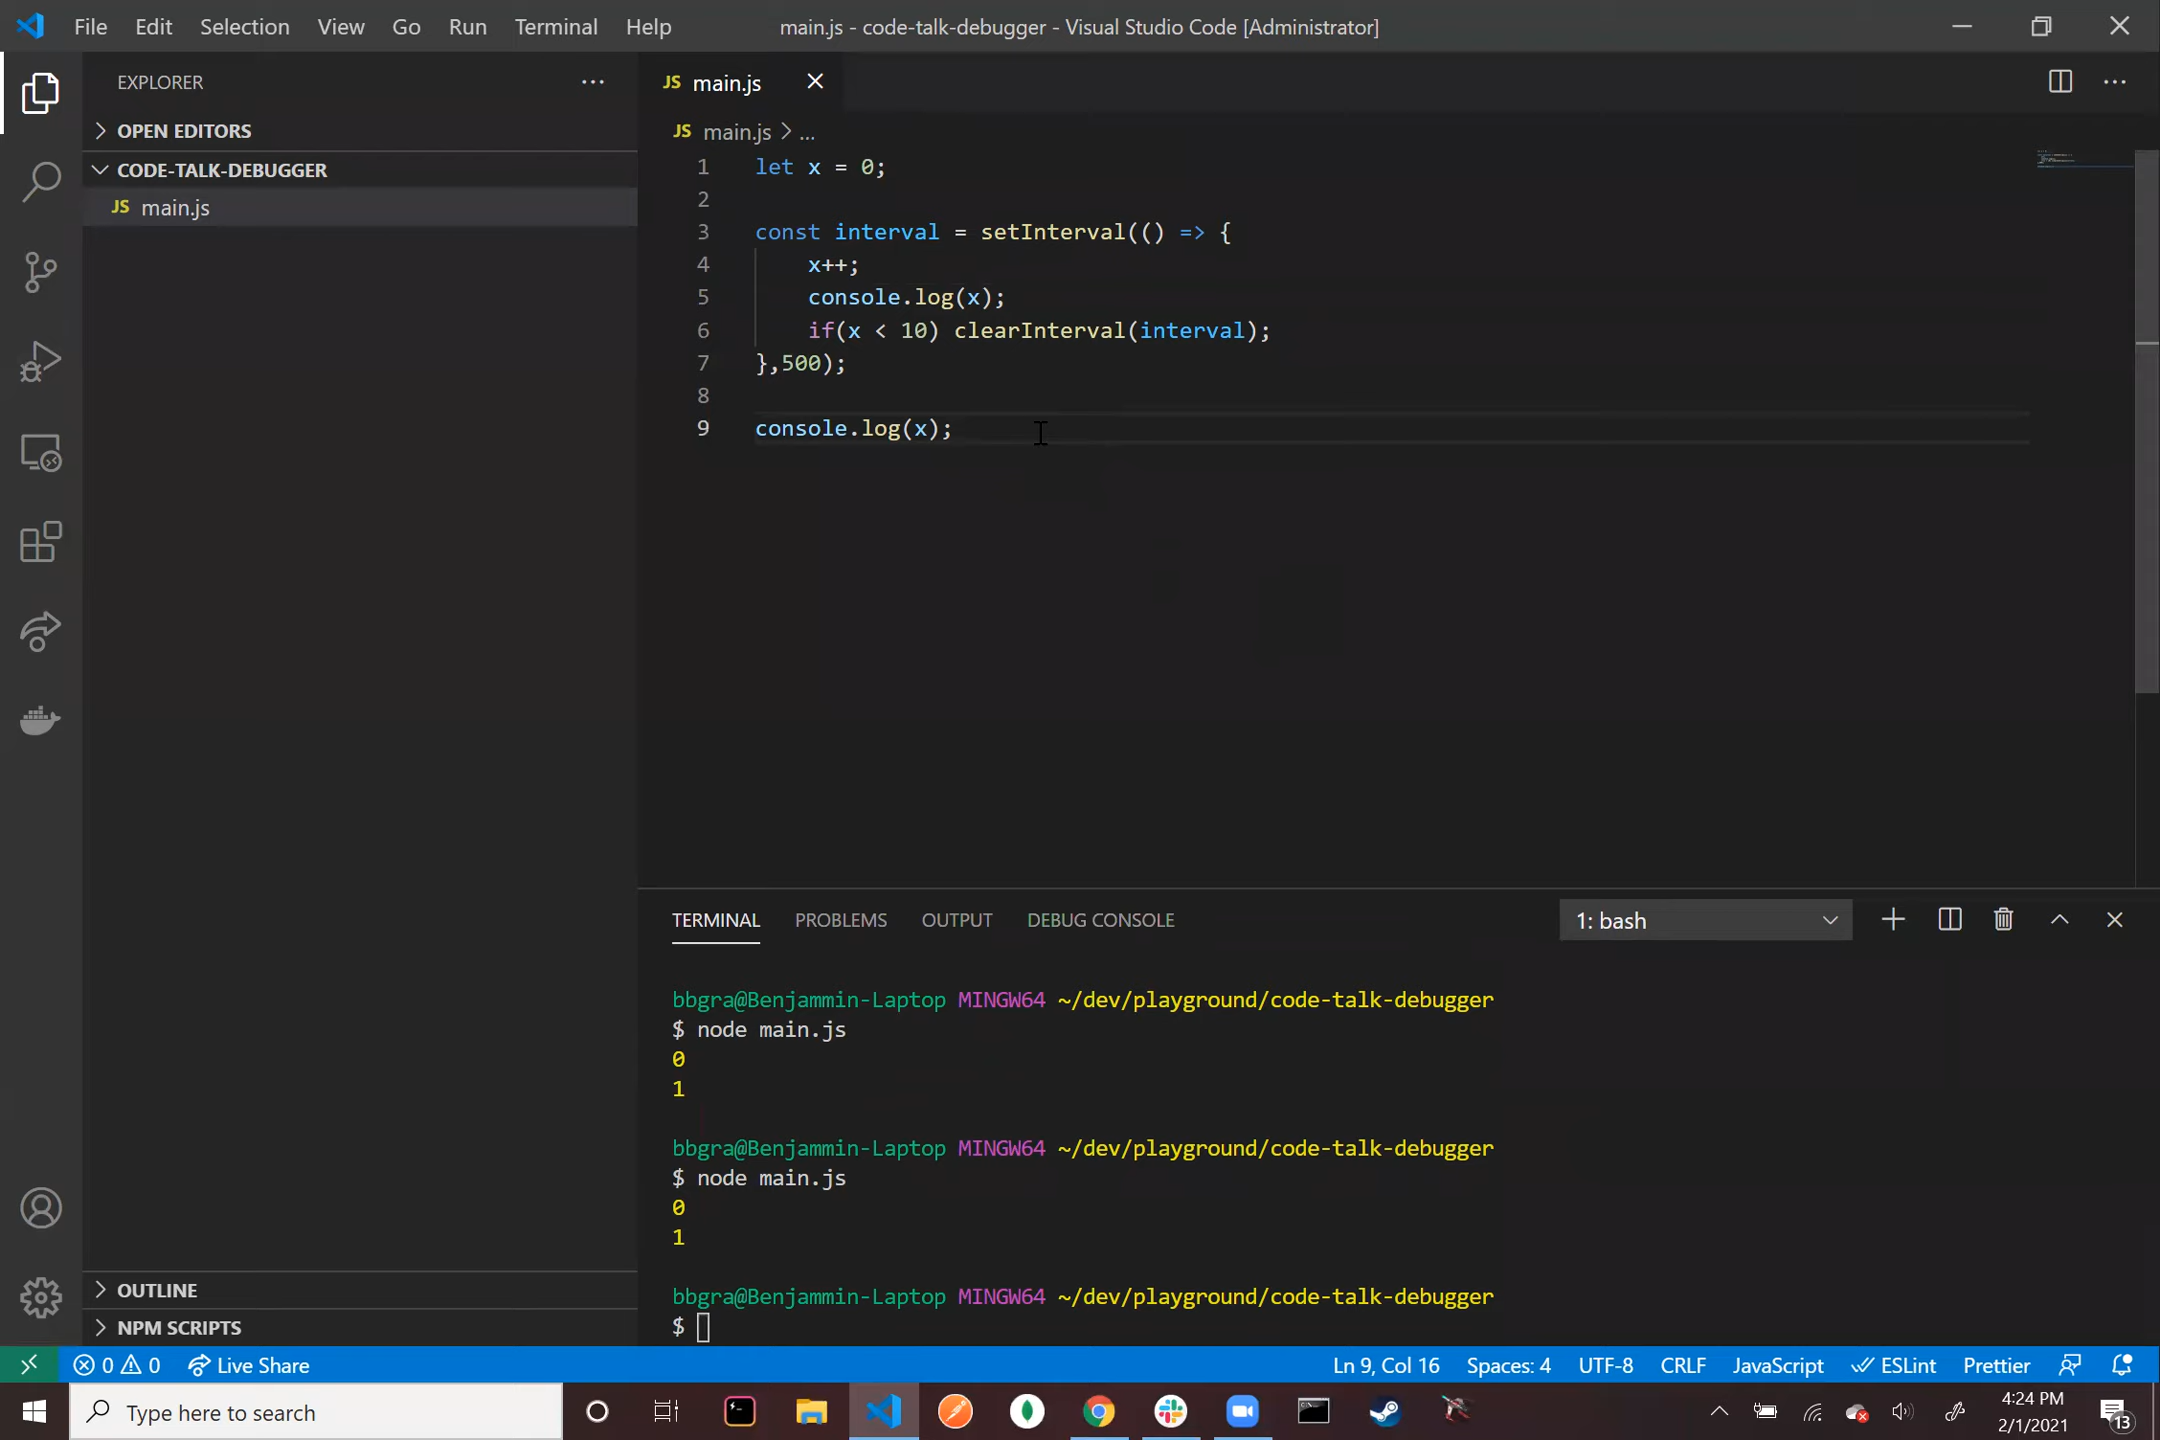 File Edit Selection View Go Run Terminal Help main.js - code-talk-debugger - Visual Studio Code [Administrator]
EXPLORER
OPEN EDITORS
CODE-TALK-DEBUGGER
JS main.js
OUTLINE
NPM SCRIPTS
JS main.js
JS main.js > ...
1 let x = 0;
2
3 const interval = setInterval(() => {
4 x++;
5 console.log(x);
6 if(x < 10) clearInterval(interval);
7 },500);
8
9 console.log(x);
TERMINAL PROBLEMS OUTPUT DEBUG CONSOLE 1: bash
bbgra@Benjammin-Laptop MINGW64 ~/dev/playground/code-talk-debugger
$ node main.js
0
1
bbgra@Benjammin-Laptop MINGW64 ~/dev/playground/code-talk-debugger
$ node main.js
0
1
bbgra@Benjammin-Laptop MINGW64 ~/dev/playground/code-talk-debugger
$
0 0 Live Share Ln 9, Col 16 Spaces: 4 UTF-8 CRLF JavaScript ESLint Prettier
Type here to search
4:24 PM
2/1/2021
13